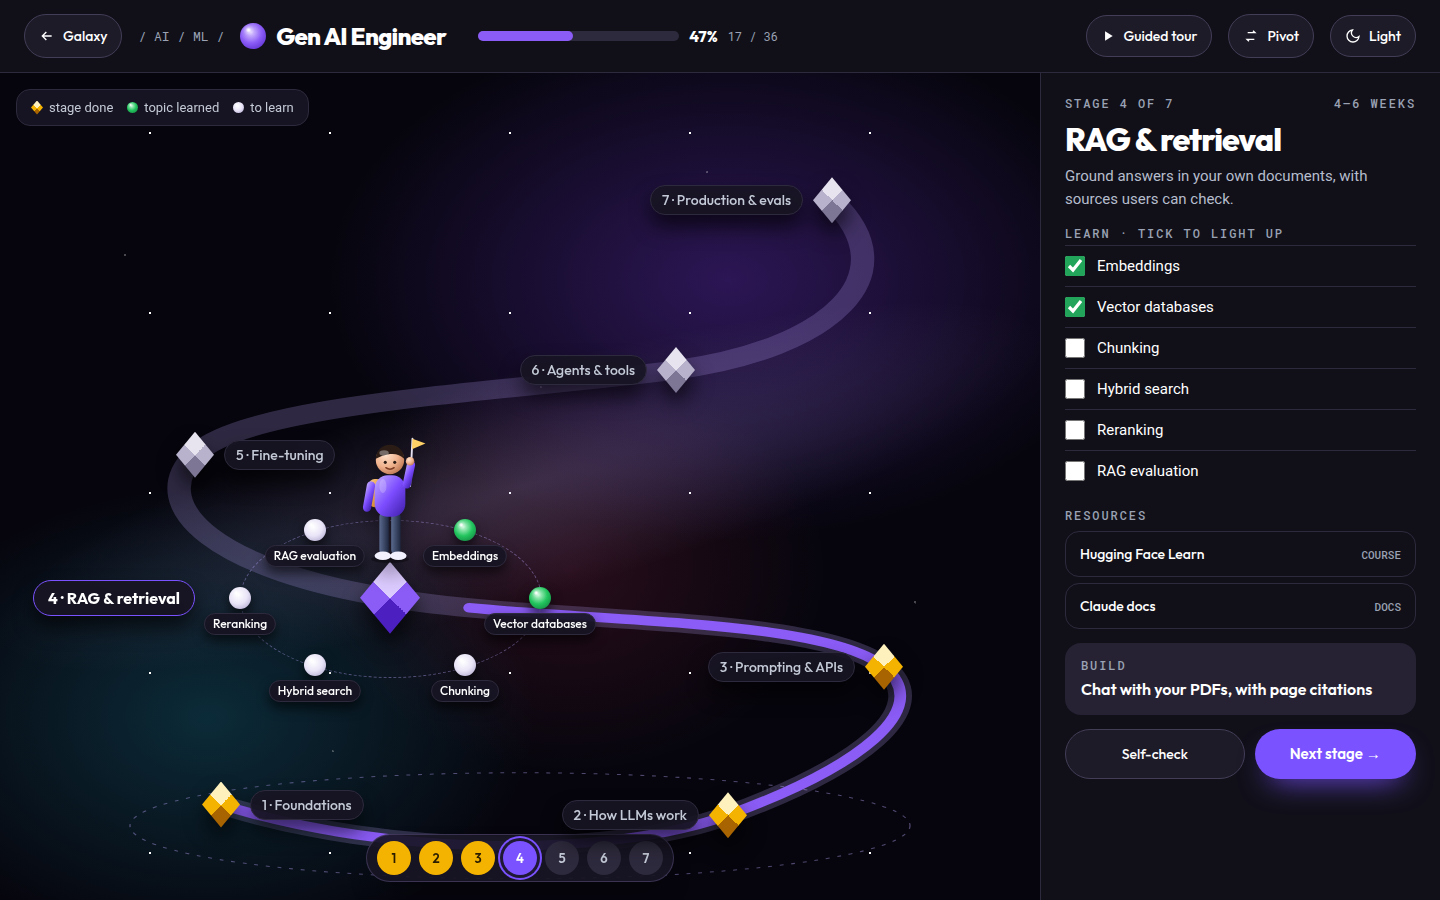 ← Galaxy
/ AI / ML /
Gen AI Engineer
47% 17 / 36
Guided tour
Pivot
Light
stage done
topic learned
to learn
7 · Production & evals
6 · Agents & tools
5 · Fine-tuning
RAG evaluation
Embeddings
4 · RAG & retrieval
Reranking
Vector databases
Hybrid search
Chunking
3 · Prompting & APIs
1 · Foundations
2 · How LLMs work
1 2 3 4 5 6 7
STAGE 4 OF 7
4–6 WEEKS
RAG & retrieval
Ground answers in your own documents, with
sources users can check.
LEARN · TICK TO LIGHT UP
Embeddings
Vector databases
Chunking
Hybrid search
Reranking
RAG evaluation
RESOURCES
Hugging Face Learn COURSE
Claude docs DOCS
BUILD
Chat with your PDFs, with page citations
Self-check
Next stage →